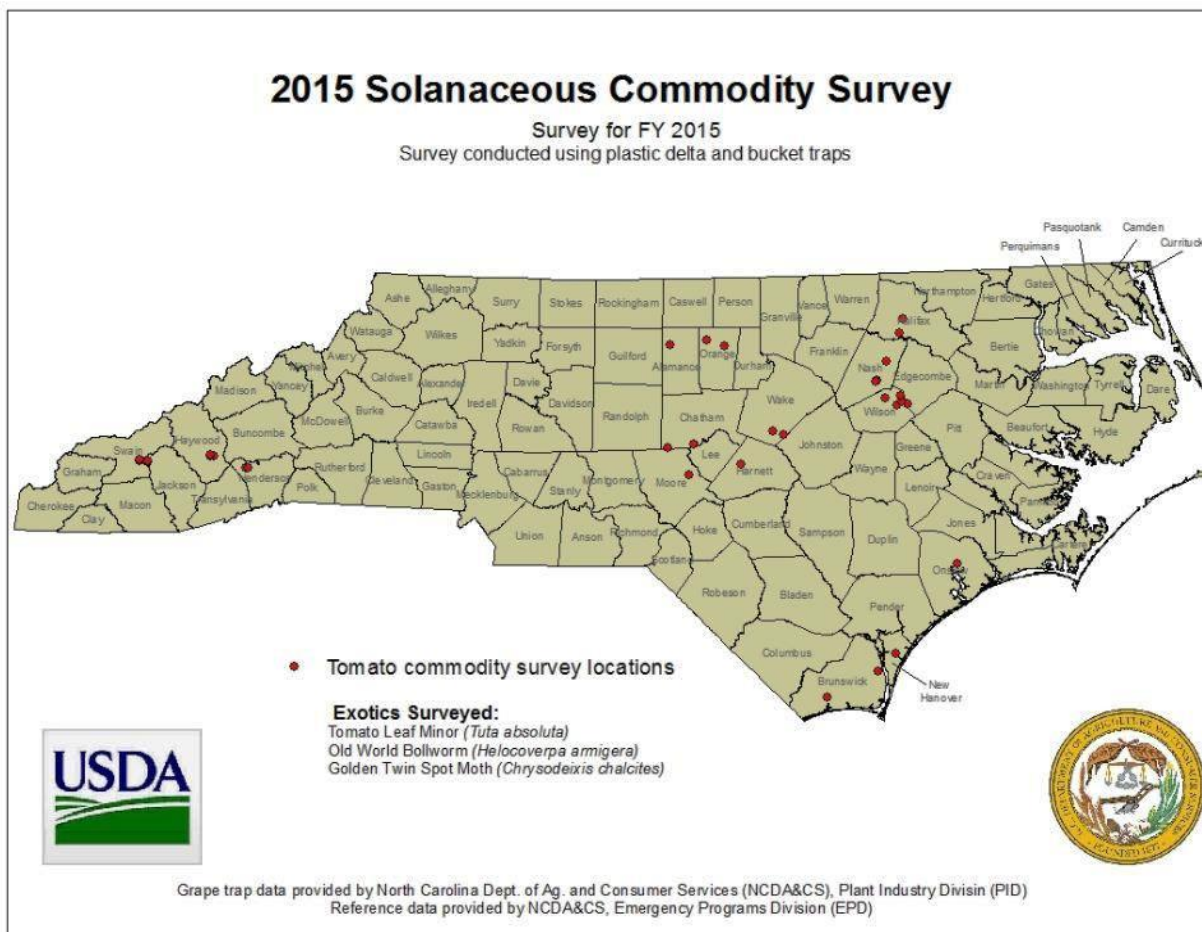 2015 Solanaceous Commodity Survey
Survey for FY 2015
Survey conducted using plastic delta and bucket traps
Pasquotank
Camden
Perquimans
Currituck
Alleghany
Ashe
Surry
Stokes
Rockingham
Caswell
Person
Granville
Vance
Warren
Northampton
Hertford
Gates
Halifax
Chowan
Watauga
Wilkes
Yadkin
Forsyth
Guilford
Alamance
Orange
Durham
Franklin
Nash
Edgecombe
Bertie
Martin
Washington
Tyrrell
Dare
Avery
Madison
Yancey
Caldwell
Alexander
Iredell
Davie
Davidson
Randolph
Chatham
Wake
Wilson
Pitt
Beaufort
Hyde
McDowell
Burke
Catawba
Rowan
Johnston
Greene
Swain
Haywood
Buncombe
Lincoln
Lee
Harnett
Wayne
Craven
Graham
Jackson
Henderson
Rutherford
Cleveland
Gaston
Cabarrus
Stanly
Montgomery
Moore
Lenoir
Cherokee
Macon
Clay
Transylvania
Polk
Mecklenburg
Union
Anson
Richmond
Hoke
Cumberland
Sampson
Duplin
Jones
Scotland
Onslow
Robeson
Bladen
Pender
Columbus
Brunswick
New
Hanover
Tomato commodity survey locations
Exotics Surveyed:
Tomato Leaf Minor (Tuta absoluta)
Old World Bollworm (Helocoverpa armigera)
Golden Twin Spot Moth (Chrysodeixis chalcites)
USDA
Grape trap data provided by North Carolina Dept. of Ag. and Consumer Services (NCDA&CS), Plant Industry Divisin (PID)
Reference data provided by NCDA&CS, Emergency Programs Division (EPD)